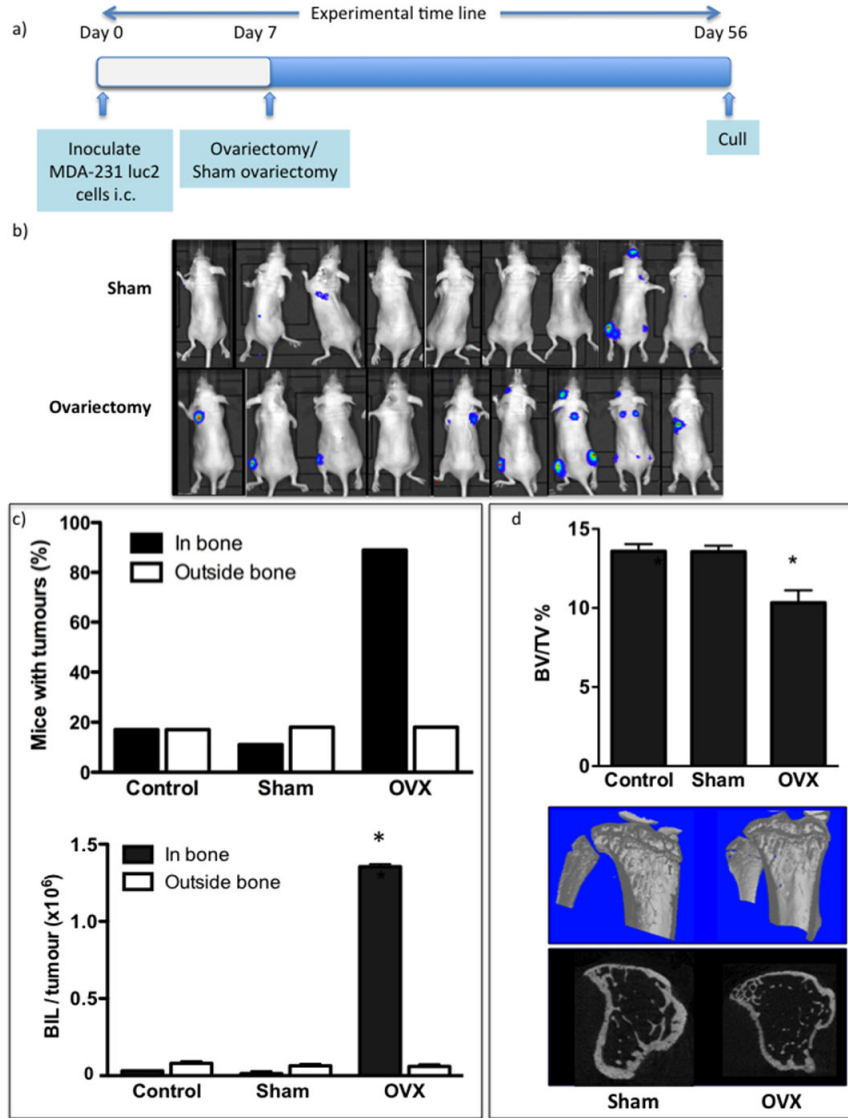 Experimental time line
a)
Day 0
Day 7
Day 56
Inoculate
MDA-231 luc2
cells i.c.
Ovariectomy/
Sham ovariectomy
Cull
b)
Sham
Ovariectomy
c)
Mice with tumours (%)
100
80
60
40
20
0
In bone
Outside bone
Control
Sham
OVX
BIL / tumour (x10⁶)
1.5
1.0
0.5
0
In bone
Outside bone
*
*
Control
Sham
OVX
d
BV/TV %
15
10
5
0
*
*
Control
Sham
OVX
Sham
OVX